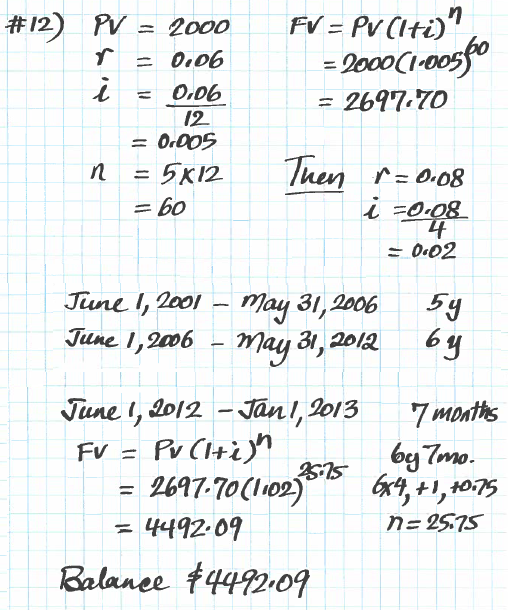 #12) PV = 2000
r = 0.06
i = 0.06
12
= 0.005
n = 5x12
= 60
FV = PV(1+i)^n
= 2000(1.005)^60
= 2697.70
Then r = 0.08
i = 0.08
4
= 0.02
June 1, 2001 - May 31, 2006 5y
June 1, 2006 - May 31, 2012 6y
June 1, 2012 - Jan 1, 2013 7 months
FV = PV(1+i)^n
= 2697.70(1.02)^25.75
= 4492.09
6y 7mo.
6x4, +1, +0.75
n = 25.75
Balance $4492.09